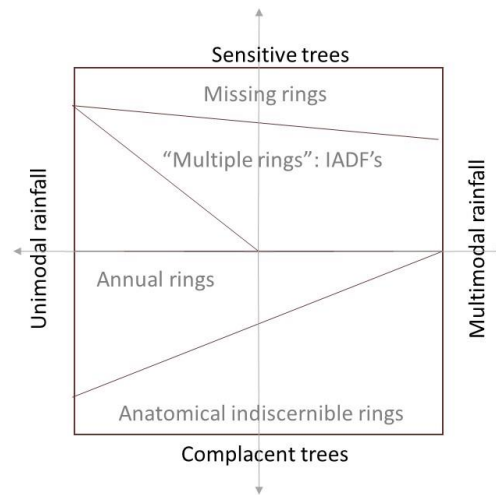 Sensitive trees
Missing rings
“Multiple rings”: IADF's
Unimodal rainfall
Multimodal rainfall
Annual rings
Anatomical indiscernible rings
Complacent trees